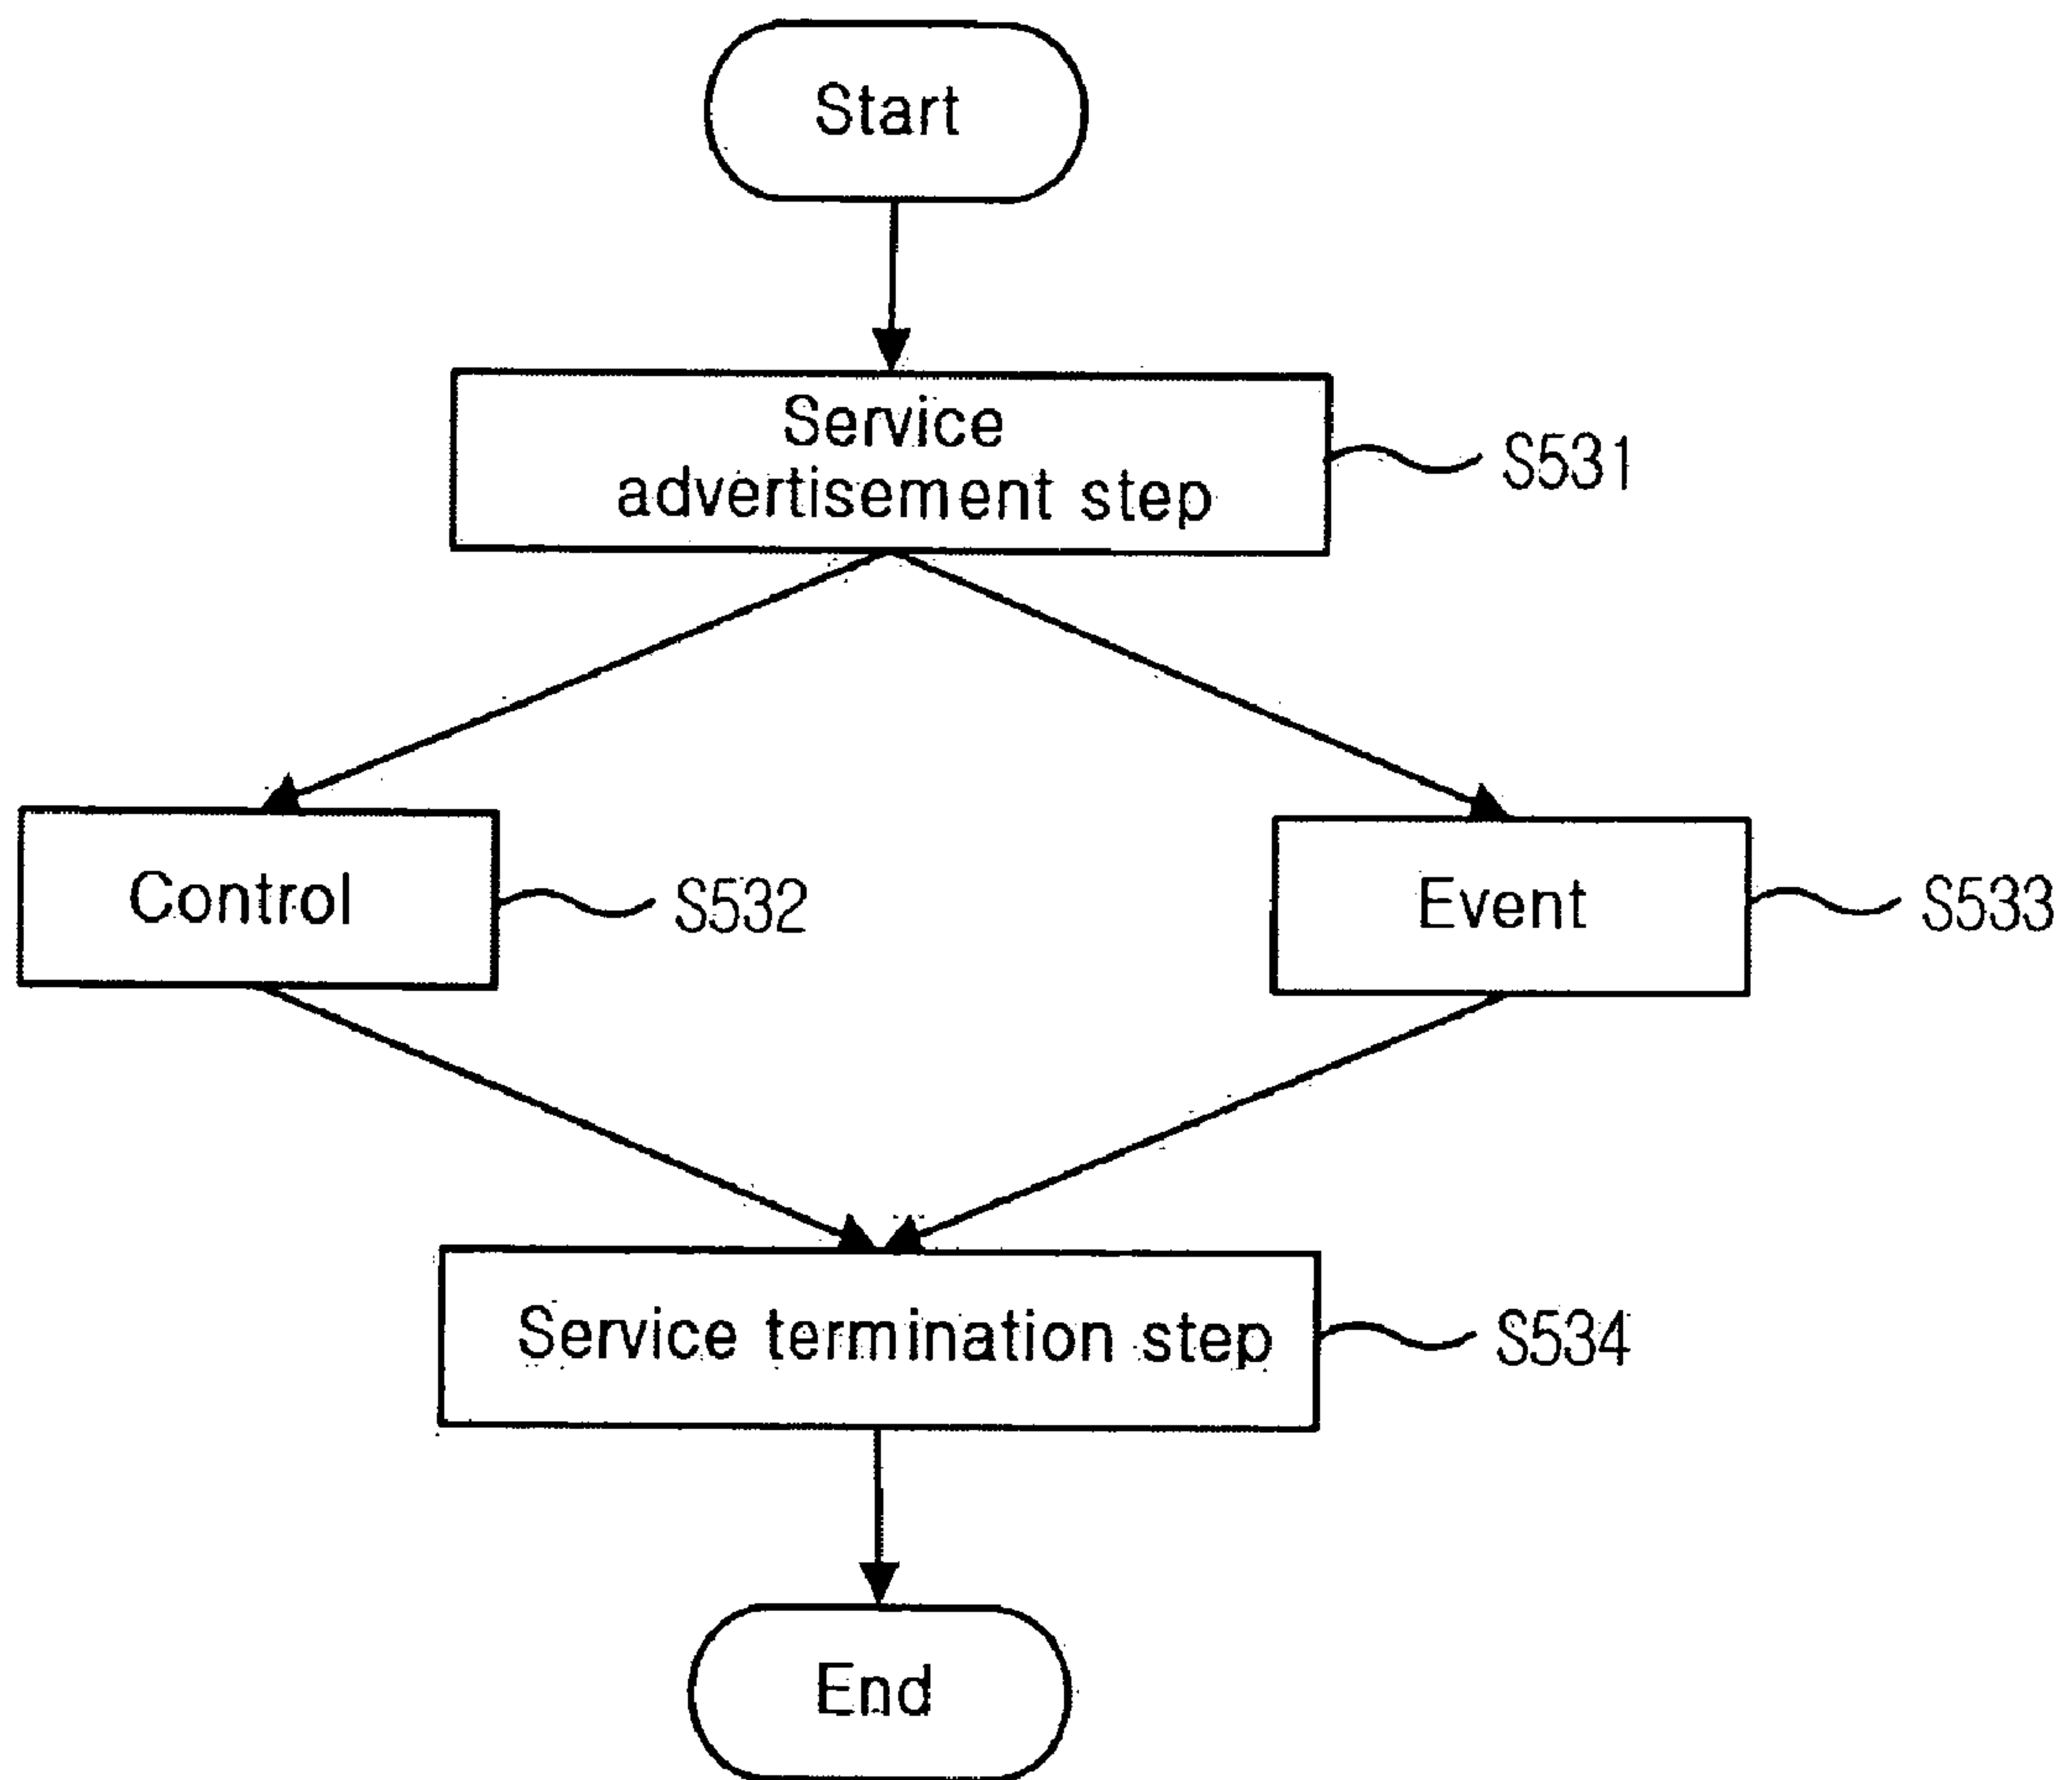 Start
Service
advertisement step
S531
Control
S532
Event
S533
Service termination step
S534
End